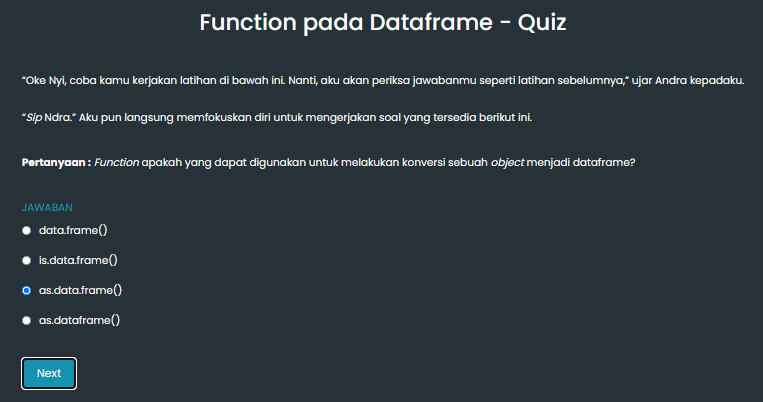 Function pada Dataframe - Quiz
“Oke Nyi, coba kamu kerjakan latihan di bawah ini. Nanti, aku akan periksa jawabanmu seperti latihan sebelumnya,” ujar Andra kepadaku.
“Sip Ndra.” Aku pun langsung memfokuskan diri untuk mengerjakan soal yang tersedia berikut ini.
Pertanyaan : Function apakah yang dapat digunakan untuk melakukan konversi sebuah object menjadi dataframe?
JAWABAN
data.frame()
is.data.frame()
as.data.frame()
as.dataframe()
Next